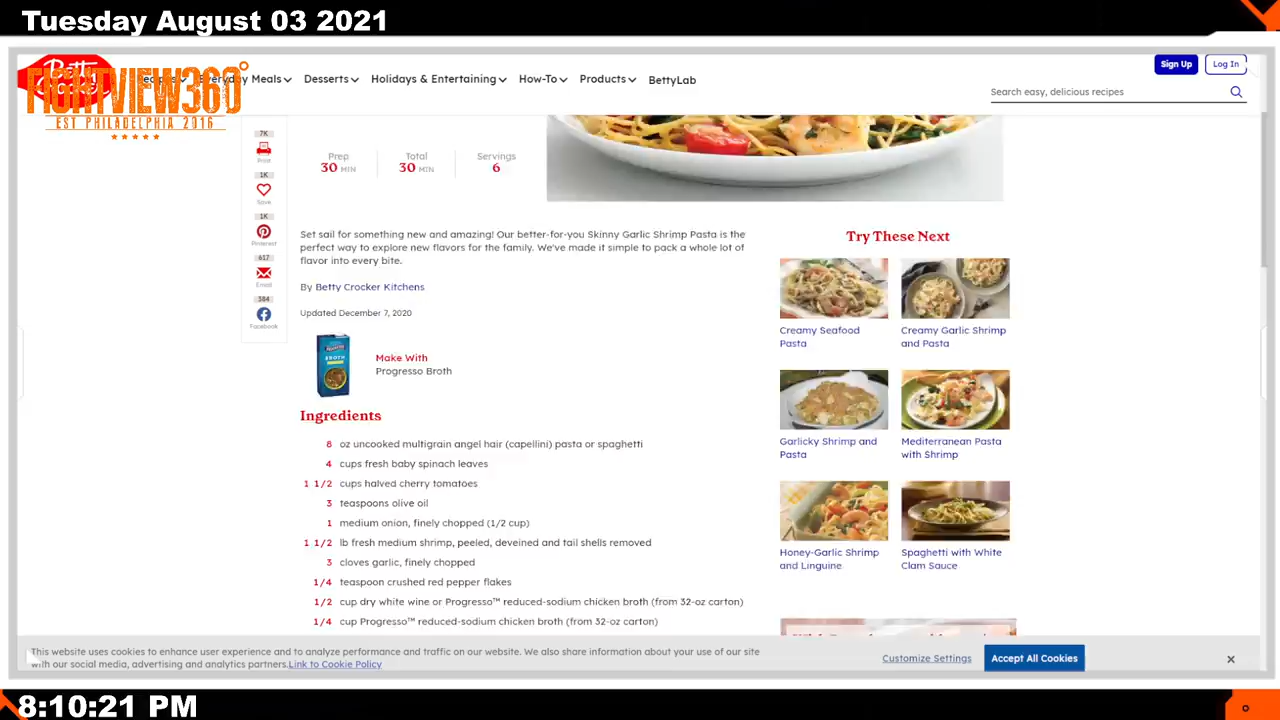 Tuesday August 03 2021
Betty
FIGHTVIEW360°
EST PHILADELPHIA 2016
Everyday Meals
Desserts
Holidays & Entertaining
How-To
Products
BettyLab
Sign Up
Log In
Search easy, delicious recipes
7K
Print
1K
Save
1K
Pinterest
617
Email
384
Facebook
Prep
30 MIN
Total
30 MIN
Servings
6
Set sail for something new and amazing! Our better-for-you Skinny Garlic Shrimp Pasta is the
perfect way to explore new flavors for the family. We've made it simple to pack a whole lot of
flavor into every bite.
By Betty Crocker Kitchens
Updated December 7, 2020
PROGRESSO
BROTH
Make With
Progresso Broth
Ingredients
8 oz uncooked multigrain angel hair (capellini) pasta or spaghetti
4 cups fresh baby spinach leaves
1 1/2 cups halved cherry tomatoes
3 teaspoons olive oil
1 medium onion, finely chopped (1/2 cup)
1 1/2 lb fresh medium shrimp, peeled, deveined and tail shells removed
3 cloves garlic, finely chopped
1/4 teaspoon crushed red pepper flakes
1/2 cup dry white wine or Progresso™ reduced-sodium chicken broth (from 32-oz carton)
1/4 cup Progresso™ reduced-sodium chicken broth (from 32-oz carton)
Try These Next
Creamy Seafood
Pasta
Creamy Garlic Shrimp
and Pasta
Garlicky Shrimp and
Pasta
Mediterranean Pasta
with Shrimp
Honey-Garlic Shrimp
and Linguine
Spaghetti with White
Clam Sauce
This website uses cookies to enhance user experience and to analyze performance and traffic on our website. We also share information about your use of our site
with our social media, advertising and analytics partners. Link to Cookie Policy
Customize Settings
Accept All Cookies
8:10:21 PM